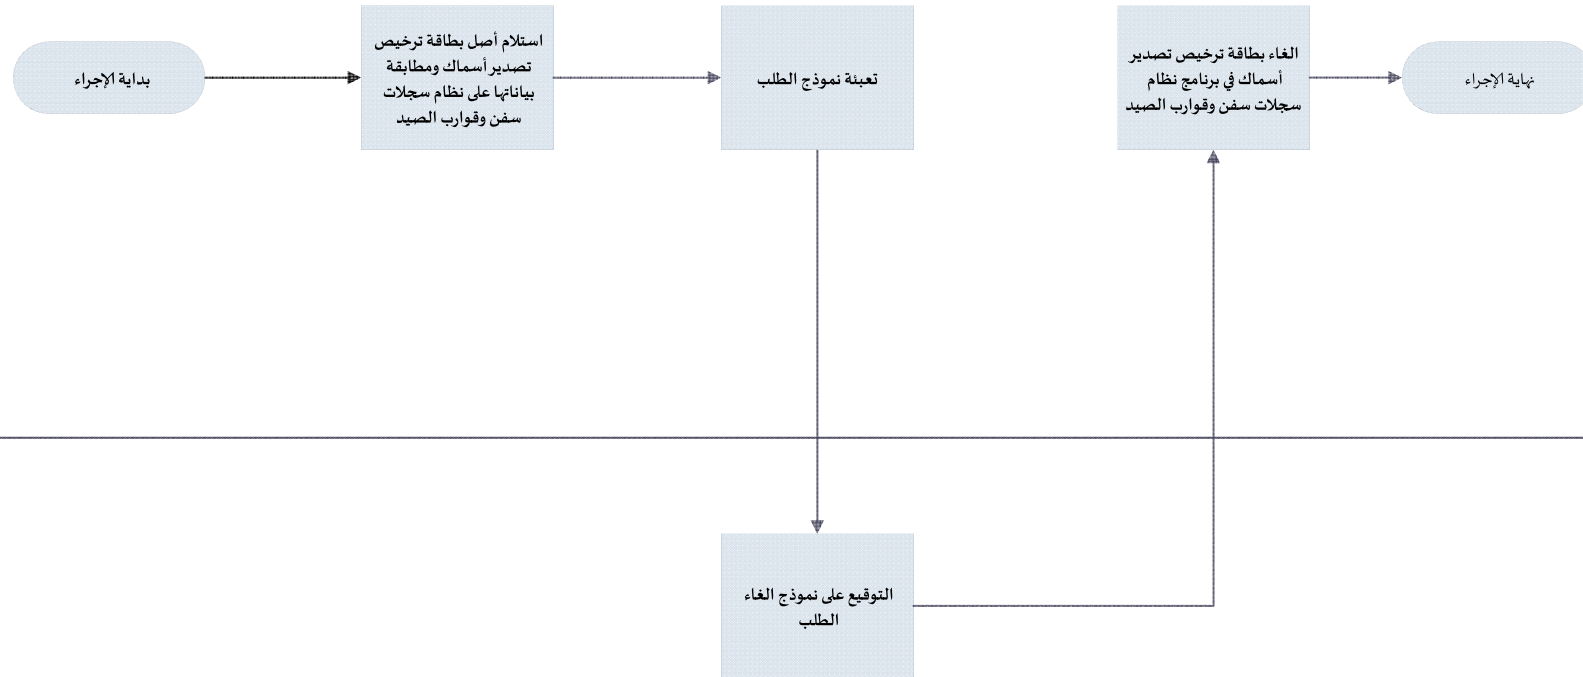 بداية الإجراء
استلام أصل بطاقة ترخيص
تصدير أسماك ومطابقة
بياناتها على نظام سجلات
سفن وقوارب الصيد
تعبئة نموذج الطلب
التوقيع على نموذج الغاء
الطلب
الغاء بطاقة ترخيص تصدير
أسماك في برنامج نظام
سجلات سفن وقوارب الصيد
نهاية الإجراء